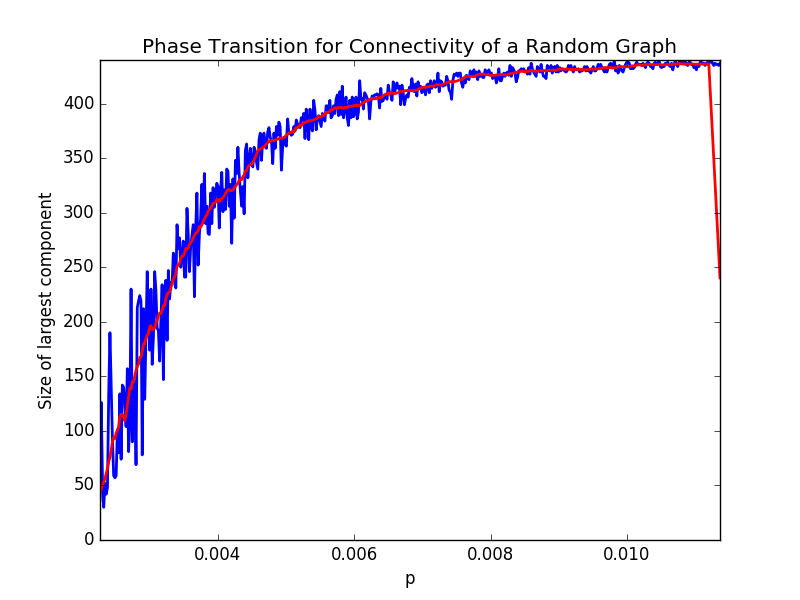 Phase Transition for Connectivity of a Random Graph
Size of largest component
400
350
300
250
200
150
100
50
0
0.004 0.006 0.008 0.010
p